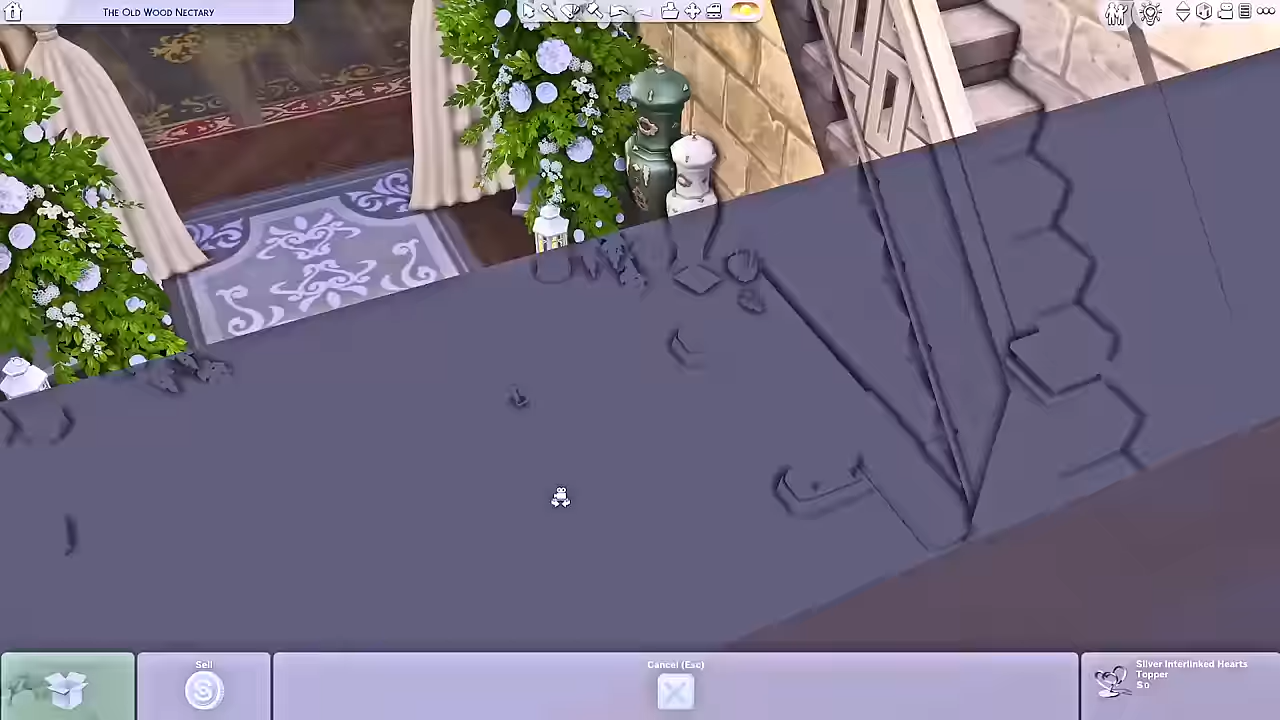 The Old Wood Nectary
Sell
Cancel (Esc)
Silver Interlinked Hearts
Topper
§0